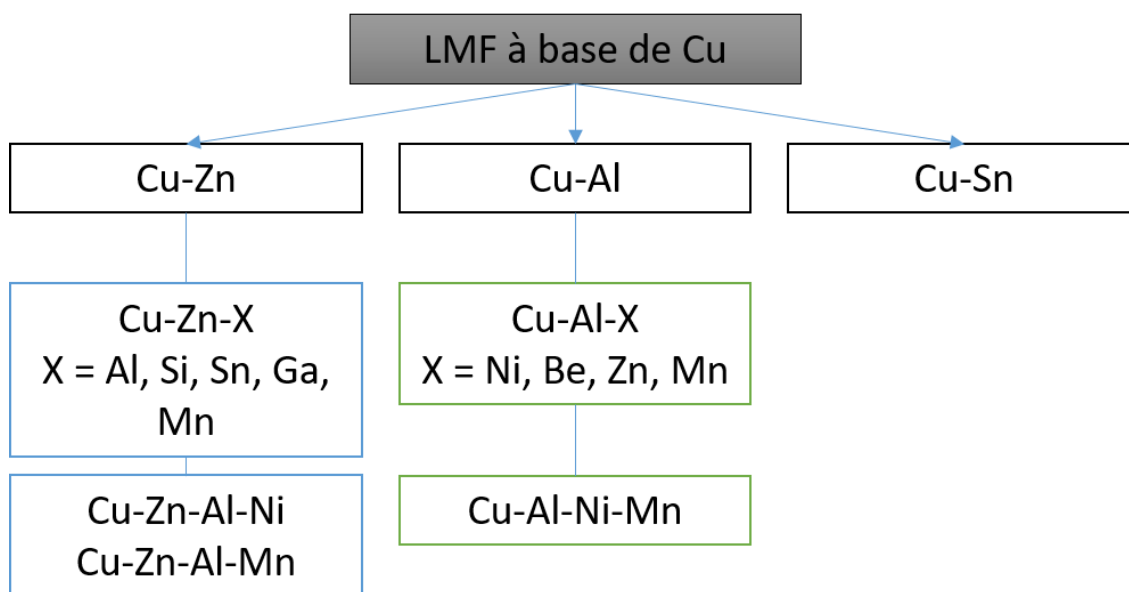 LMF à base de Cu
Cu-Zn
Cu-Al
Cu-Sn
Cu-Zn-X
X = Al, Si, Sn, Ga,
Mn
Cu-Al-X
X = Ni, Be, Zn, Mn
Cu-Zn-Al-Ni
Cu-Zn-Al-Mn
Cu-Al-Ni-Mn